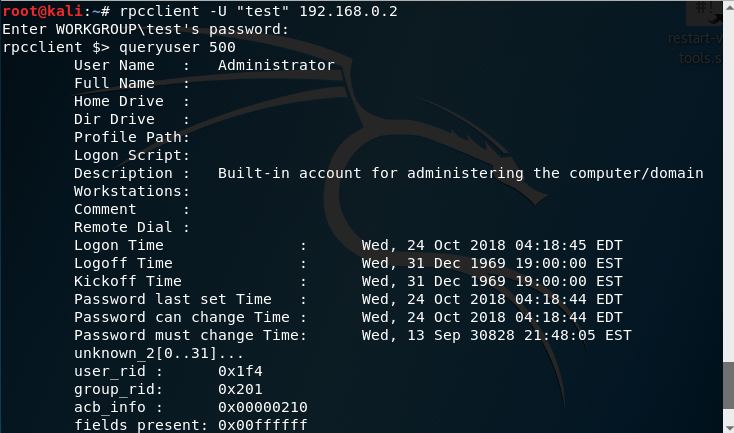 root@kali:~# rpcclient -U "test" 192.168.0.2
Enter WORKGROUP\test's password:
rpcclient $> queryuser 500
        User Name   :   Administrator
        Full Name   :
        Home Drive  :
        Dir Drive   :
        Profile Path:
        Logon Script:
        Description :   Built-in account for administering the computer/domain
        Workstations:
        Comment     :
        Remote Dial :
        Logon Time               :      Wed, 24 Oct 2018 04:18:45 EDT
        Logoff Time              :      Wed, 31 Dec 1969 19:00:00 EST
        Kickoff Time             :      Wed, 31 Dec 1969 19:00:00 EST
        Password last set Time   :      Wed, 24 Oct 2018 04:18:44 EDT
        Password can change Time :      Wed, 24 Oct 2018 04:18:44 EDT
        Password must change Time:      Wed, 13 Sep 30828 21:48:05 EST
        unknown_2[0..31]...
        user_rid :      0x1f4
        group_rid:      0x201
        acb_info :      0x00000210
        fields present: 0x00ffffff
#!
restart-v
tools.s